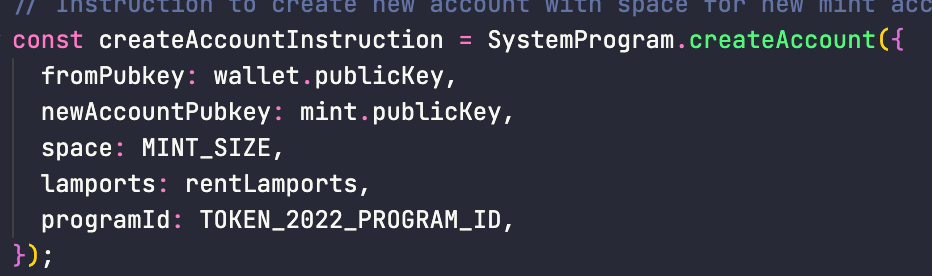 // Instruction to create new account with space for new mint acc
const createAccountInstruction = SystemProgram.createAccount({
  fromPubkey: wallet.publicKey,
  newAccountPubkey: mint.publicKey,
  space: MINT_SIZE,
  lamports: rentLamports,
  programId: TOKEN_2022_PROGRAM_ID,
});